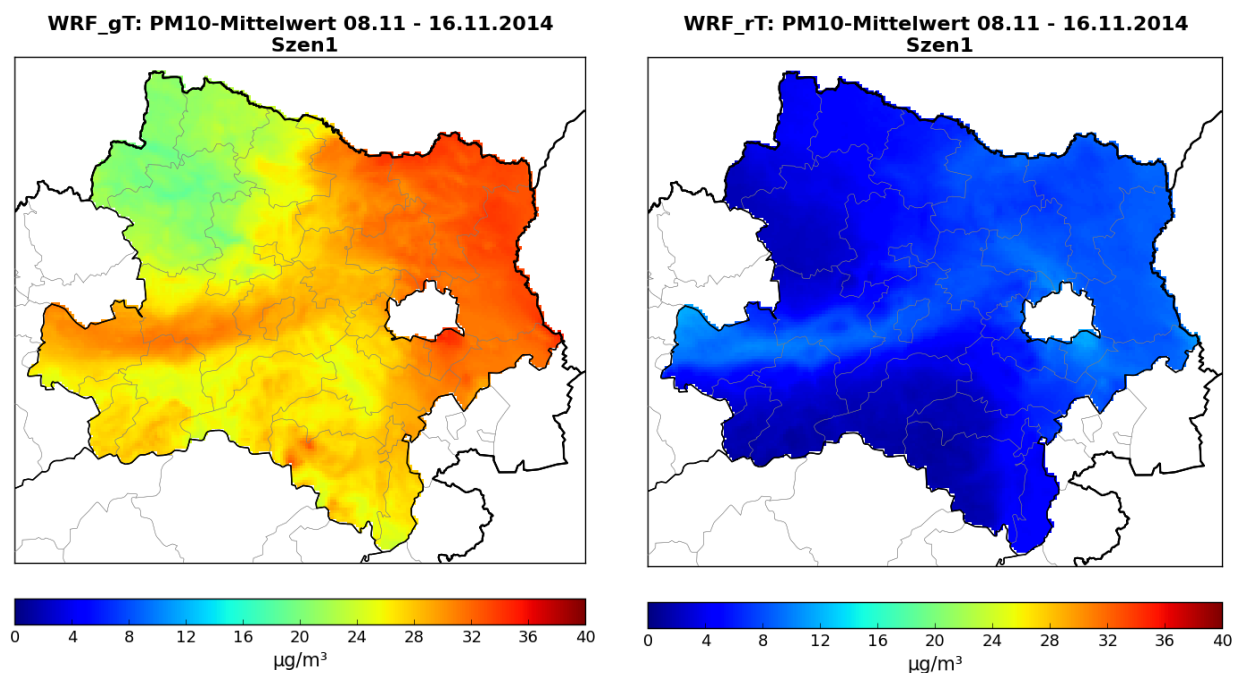 WRF_gT: PM10-Mittelwert 08.11 - 16.11.2014
Szen1
0 4 8 12 16 20 24 28 32 36 40
µg/m³
WRF_rT: PM10-Mittelwert 08.11 - 16.11.2014
Szen1
0 4 8 12 16 20 24 28 32 36 40
µg/m³